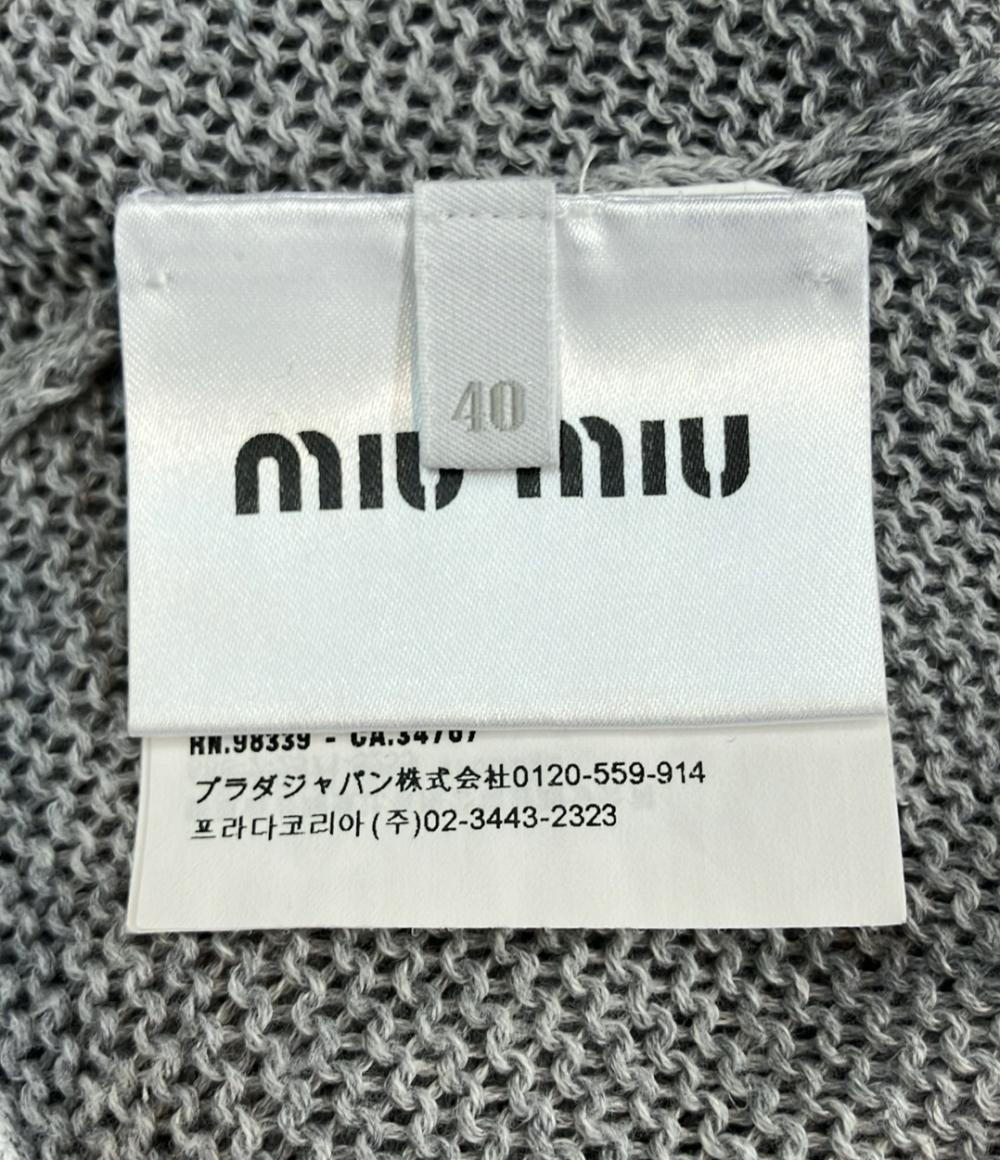 40
miu miu
RN.98339 - CA.34767
プラダジャパン株式会社0120-559-914
프라다코리아(주)02-3443-2323